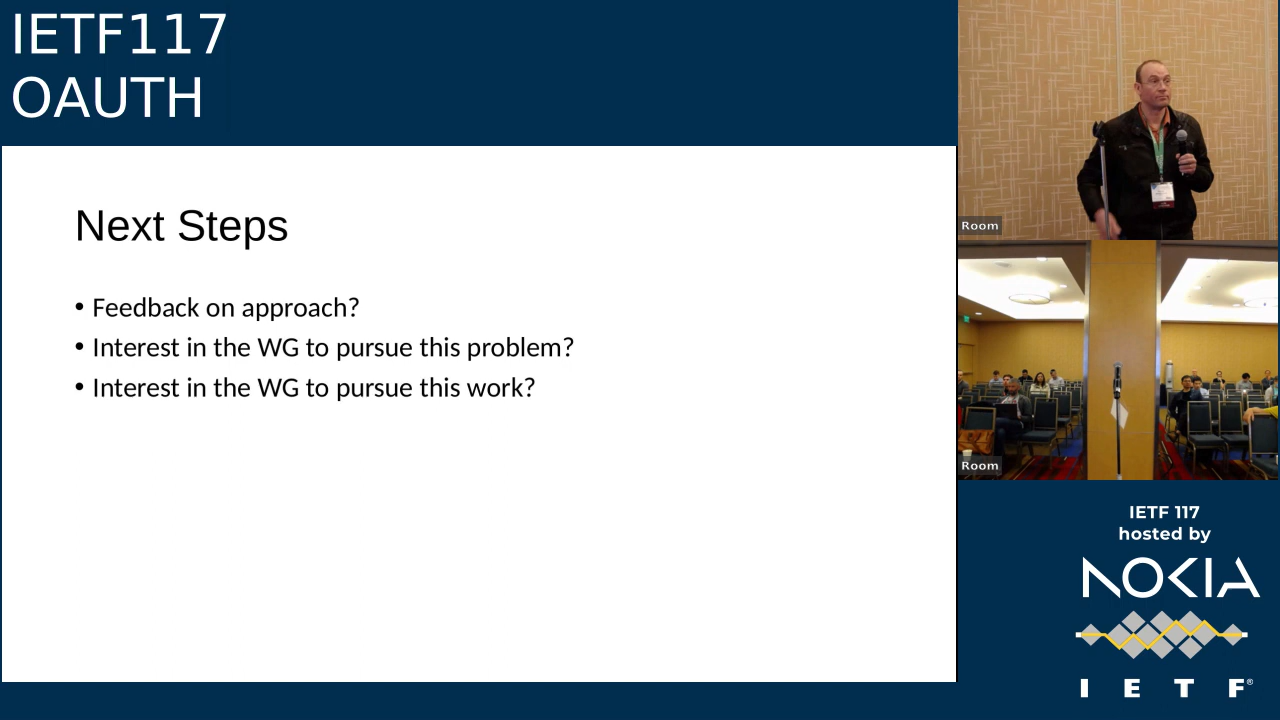 IETF117
OAUTH
Next Steps
• Feedback on approach?
• Interest in the WG to pursue this problem?
• Interest in the WG to pursue this work?
Room
Room
IETF 117
hosted by
NOKIA
I E T F®